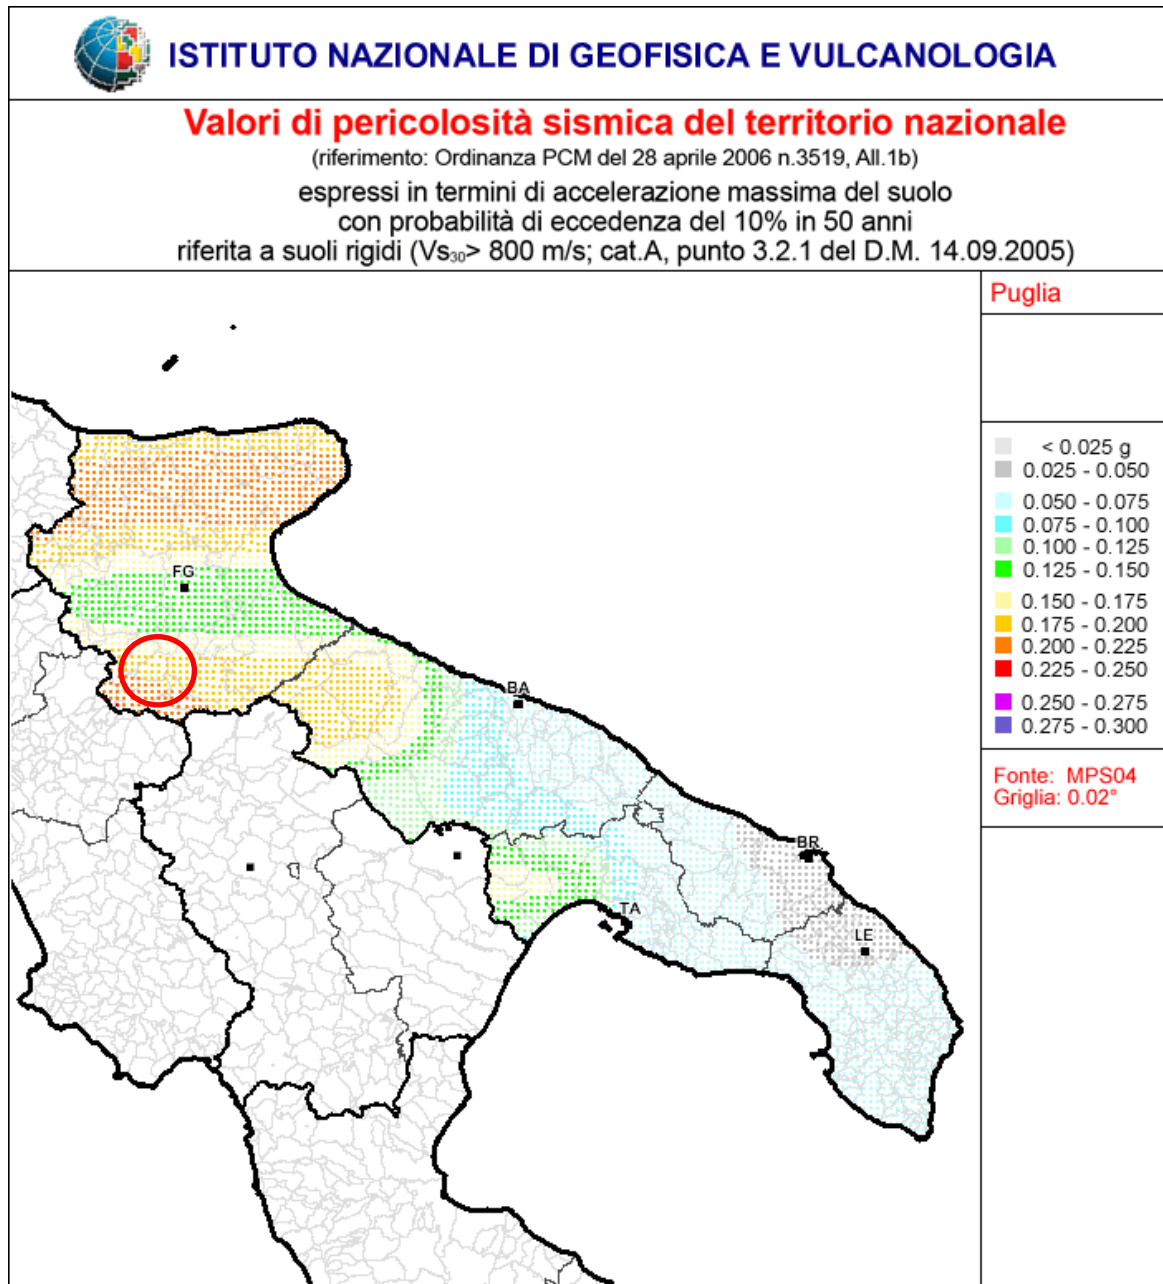 ISTITUTO NAZIONALE DI GEOFISICA E VULCANOLOGIA
Valori di pericolosità sismica del territorio nazionale
(riferimento: Ordinanza PCM del 28 aprile 2006 n.3519, All.1b)
espressi in termini di accelerazione massima del suolo
con probabilità di eccedenza del 10% in 50 anni
riferita a suoli rigidi (Vs₃₀> 800 m/s; cat.A, punto 3.2.1 del D.M. 14.09.2005)
Puglia
< 0.025 g
0.025 - 0.050
0.050 - 0.075
0.075 - 0.100
0.100 - 0.125
0.125 - 0.150
0.150 - 0.175
0.175 - 0.200
0.200 - 0.225
0.225 - 0.250
0.250 - 0.275
0.275 - 0.300
Fonte: MPS04
Griglia: 0.02°
FG
BA
BR
TA
LE